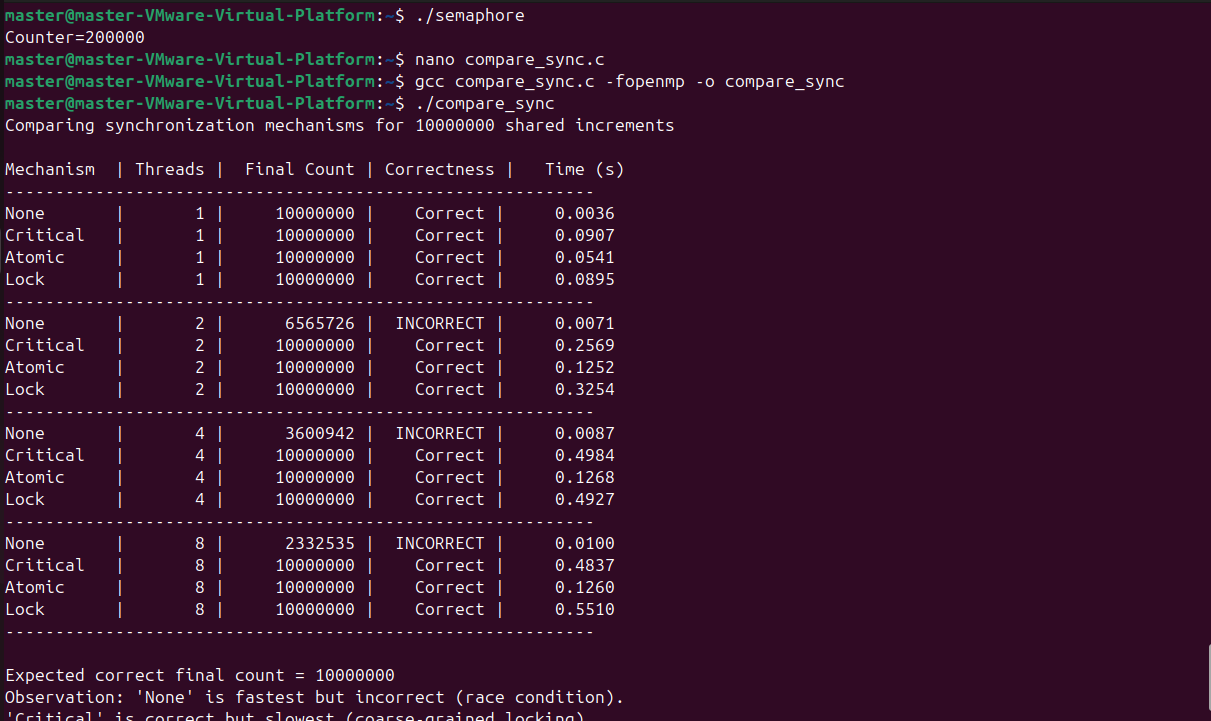 master@master-VMware-Virtual-Platform:~$ ./semaphore
Counter=200000
master@master-VMware-Virtual-Platform:~$ nano compare_sync.c
master@master-VMware-Virtual-Platform:~$ gcc compare_sync.c -fopenmp -o compare_sync
master@master-VMware-Virtual-Platform:~$ ./compare_sync
Comparing synchronization mechanisms for 10000000 shared increments

Mechanism  | Threads |  Final Count | Correctness |   Time (s)
-----------------------------------------------------------
None       |       1 |     10000000 |     Correct |     0.0036
Critical   |       1 |     10000000 |     Correct |     0.0907
Atomic     |       1 |     10000000 |     Correct |     0.0541
Lock       |       1 |     10000000 |     Correct |     0.0895
-----------------------------------------------------------
None       |       2 |      6565726 |   INCORRECT |     0.0071
Critical   |       2 |     10000000 |     Correct |     0.2569
Atomic     |       2 |     10000000 |     Correct |     0.1252
Lock       |       2 |     10000000 |     Correct |     0.3254
-----------------------------------------------------------
None       |       4 |      3600942 |   INCORRECT |     0.0087
Critical   |       4 |     10000000 |     Correct |     0.4984
Atomic     |       4 |     10000000 |     Correct |     0.1268
Lock       |       4 |     10000000 |     Correct |     0.4927
-----------------------------------------------------------
None       |       8 |      2332535 |   INCORRECT |     0.0100
Critical   |       8 |     10000000 |     Correct |     0.4837
Atomic     |       8 |     10000000 |     Correct |     0.1260
Lock       |       8 |     10000000 |     Correct |     0.5510
-----------------------------------------------------------

Expected correct final count = 10000000
Observation: 'None' is fastest but incorrect (race condition).
'Critical' is correct but slowest (coarse-grained locking)